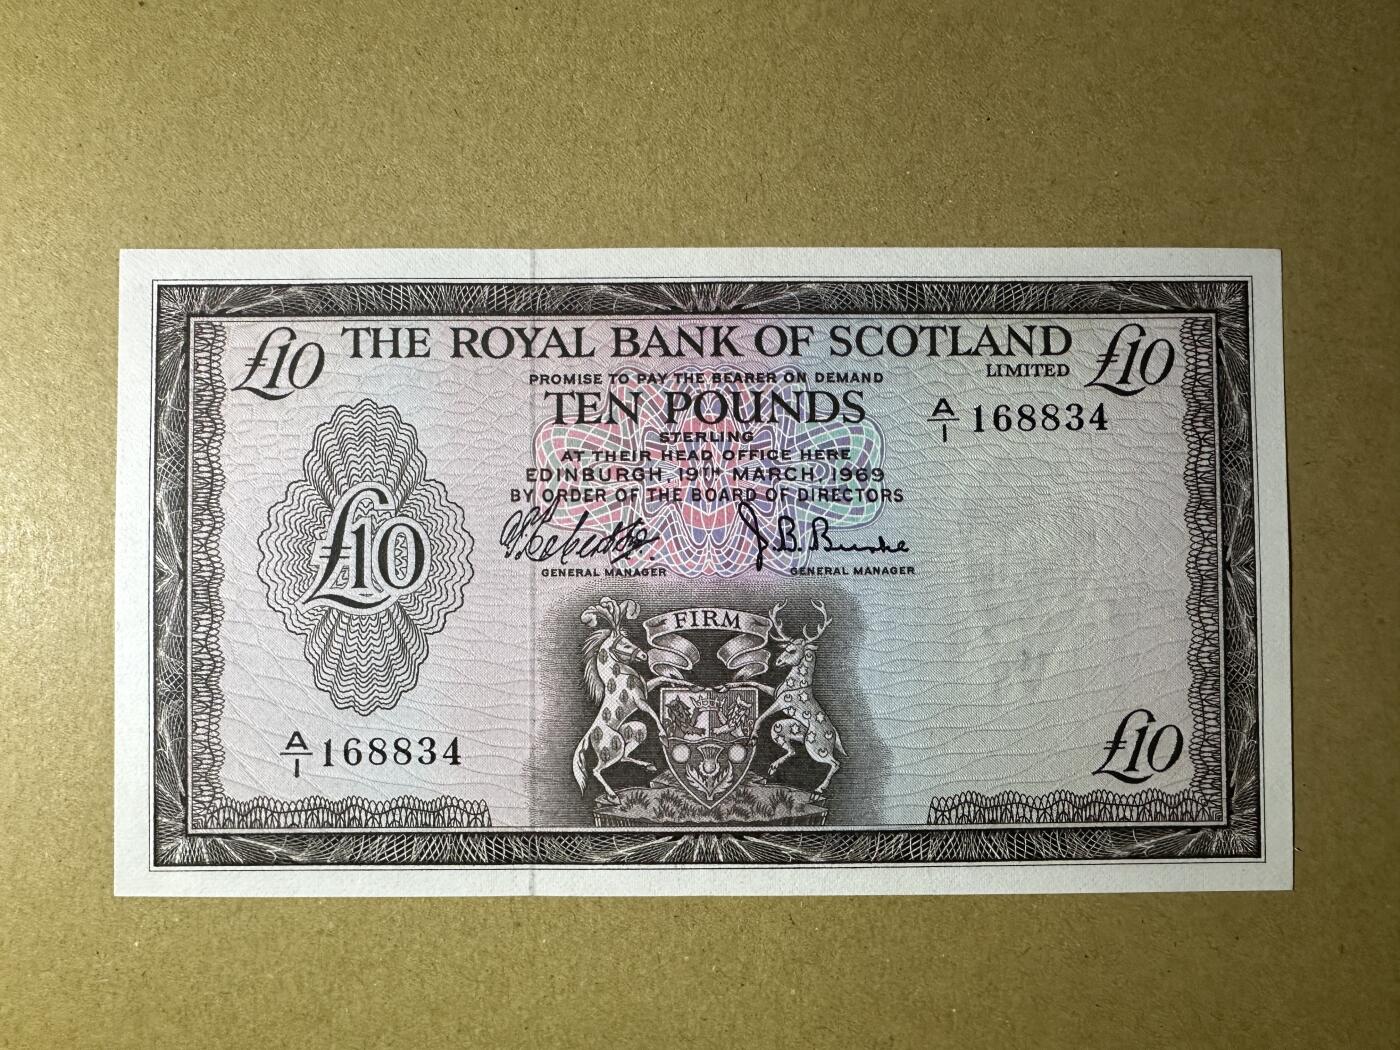 £10 THE ROYAL BANK OF SCOTLAND £10
LIMITED
PROMISE TO PAY THE BEARER ON DEMAND
TEN POUNDS
A/1 168834
STERLING
AT THEIR HEAD OFFICE HERE
EDINBURGH, 19TH MARCH, 1969
BY ORDER OF THE BOARD OF DIRECTORS
£10
J. B. Burke
GENERAL MANAGER GENERAL MANAGER
FIRM
A/1 168834
£10